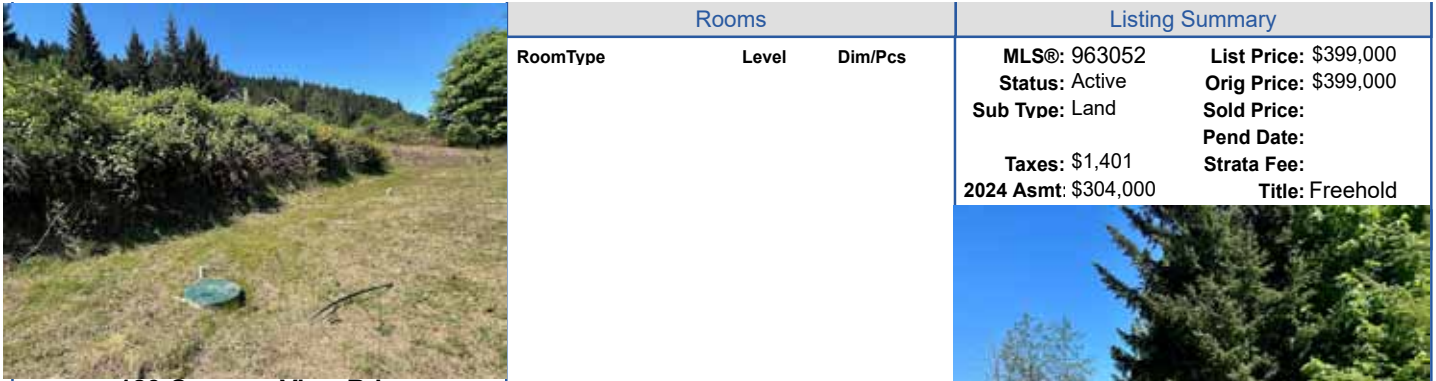 Rooms
RoomType Level Dim/Pcs
Listing Summary
MLS®: 963052 List Price: $399,000
Status: Active Orig Price: $399,000
Sub Type: Land Sold Price:
Pend Date:
Taxes: $1,401 Strata Fee:
2024 Asmt: $304,000 Title: Freehold